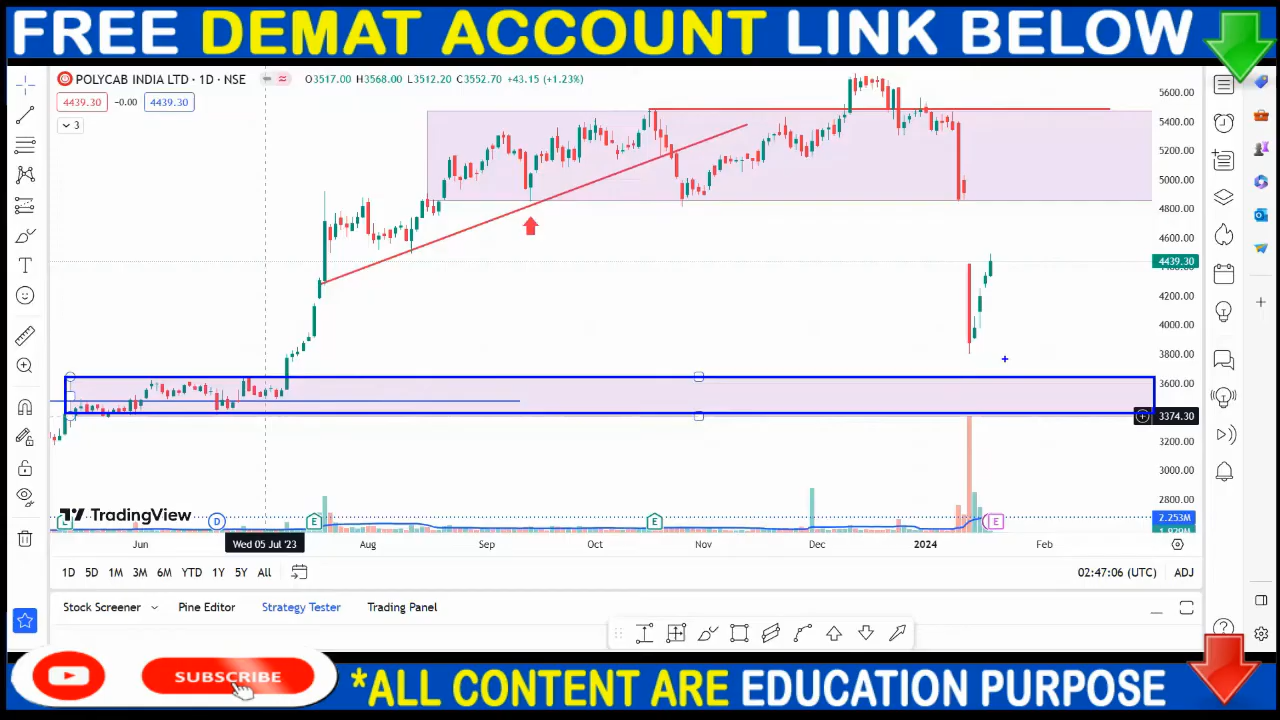 FREE DEMAT ACCOUNT LINK BELOW
POLYCAB INDIA LTD · 1D · NSE O3517.00 H3568.00 L3512.20 C3552.70 +43.15 (+1.23%)
4439.30 -0.00 4439.30
3
5600.00
5400.00
5200.00
5000.00
4800.00
4600.00
4439.30
4400.00
4200.00
4000.00
3800.00
3600.00
3374.30
3200.00
3000.00
2800.00
2.253M
TradingView
D E E E
Jun Wed 05 Jul '23 Aug Sep Oct Nov Dec 2024 Feb
1D 5D 1M 3M 6M YTD 1Y 5Y All 02:47:06 (UTC) ADJ
Stock Screener Pine Editor Strategy Tester Trading Panel
SUBSCRIBE
*ALL CONTENT ARE EDUCATION PURPOSE